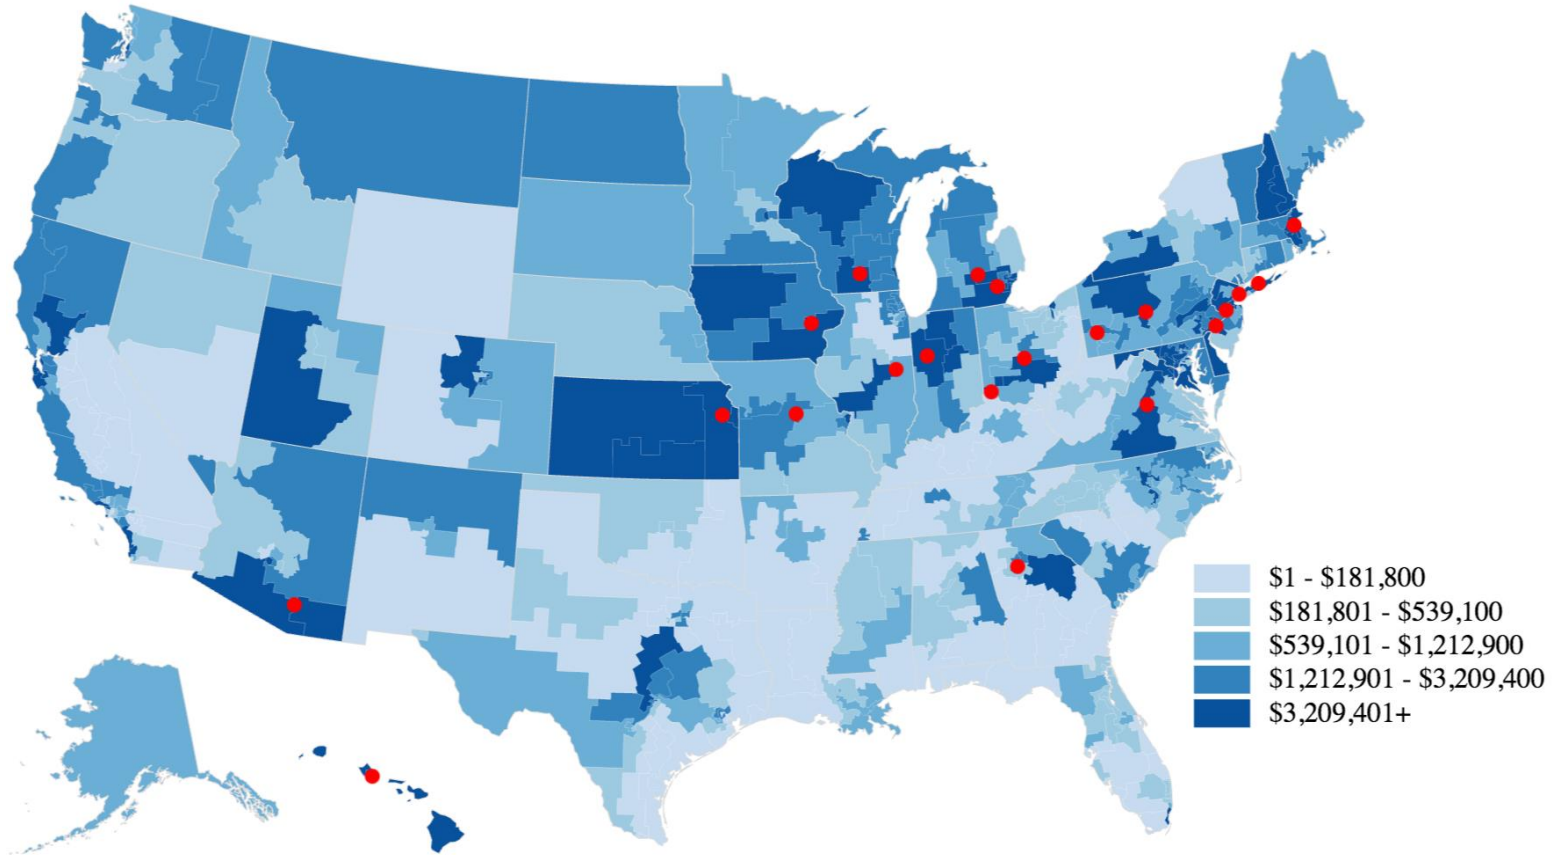 $1 - $181,800
$181,801 - $539,100
$539,101 - $1,212,900
$1,212,901 - $3,209,400
$3,209,401+